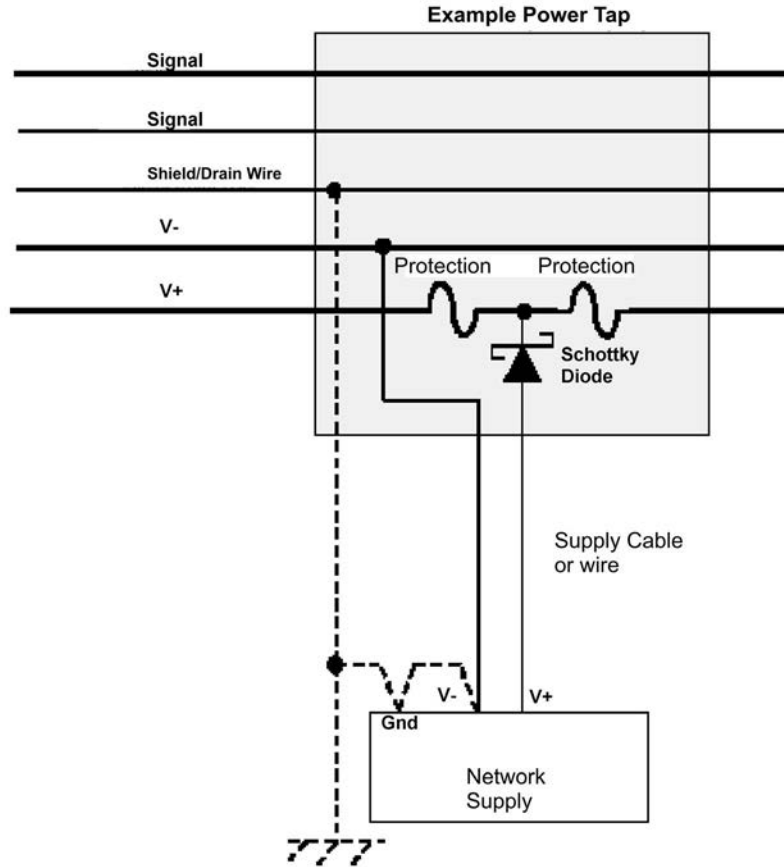 Example Power Tap
Signal
Signal
Shield/Drain Wire
V-
Protection Protection
V+
Schottky
Diode
Supply Cable
or wire
V- V+
Gnd
Network
Supply